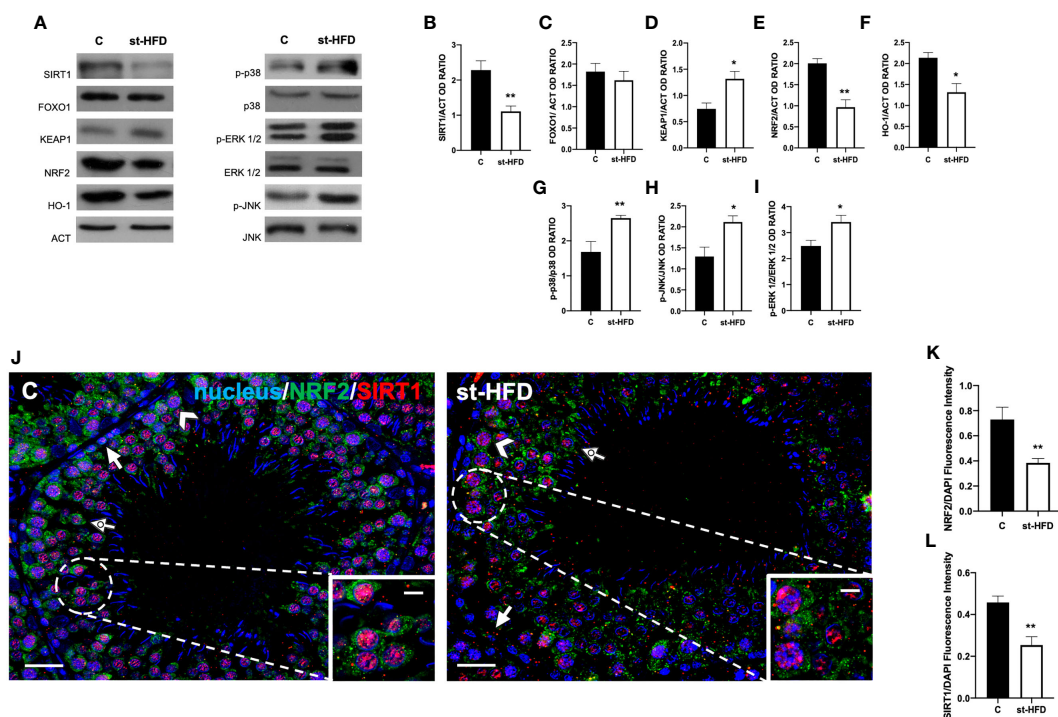 A
C st-HFD
SIRT1
FOXO1
KEAP1
NRF2
HO-1
ACT
C st-HFD
p-p38
p38
p-ERK 1/2
ERK 1/2
p-JNK
JNK
B
SIRT1/ACT OD RATIO
3
2
1
0
**
C st-HFD
C
FOXO1/ ACT OD RATIO
2.5
2.0
1.5
1.0
0.5
0.0
C st-HFD
D
KEAP1/ACT OD RATIO
2.0
1.5
1.0
0.5
0.0
*
C st-HFD
E
NRF2/ACT OD RATIO
2.5
2.0
1.5
1.0
0.5
0.0
**
C st-HFD
F
HO-1/ACT OD RATIO
2.5
2.0
1.5
1.0
0.5
0.0
*
C st-HFD
G
p-p38/p38 OD RATIO
3
2
1
0
**
C st-HFD
H
p-JNK/JNK OD RATIO
2.5
2.0
1.5
1.0
0.5
0.0
*
C st-HFD
I
p-ERK 1/2/ERK 1/2 OD RATIO
4
3
2
1
0
*
C st-HFD
J
C
nucleus/NRF2/SIRT1
st-HFD
K
NRF2/DAPI Fluorescence Intensity
1.0
0.8
0.6
0.4
0.2
0.0
**
C st-HFD
L
SIRT1/DAPI Fluorescence Intensity
0.6
0.4
0.2
0.0
**
C st-HFD